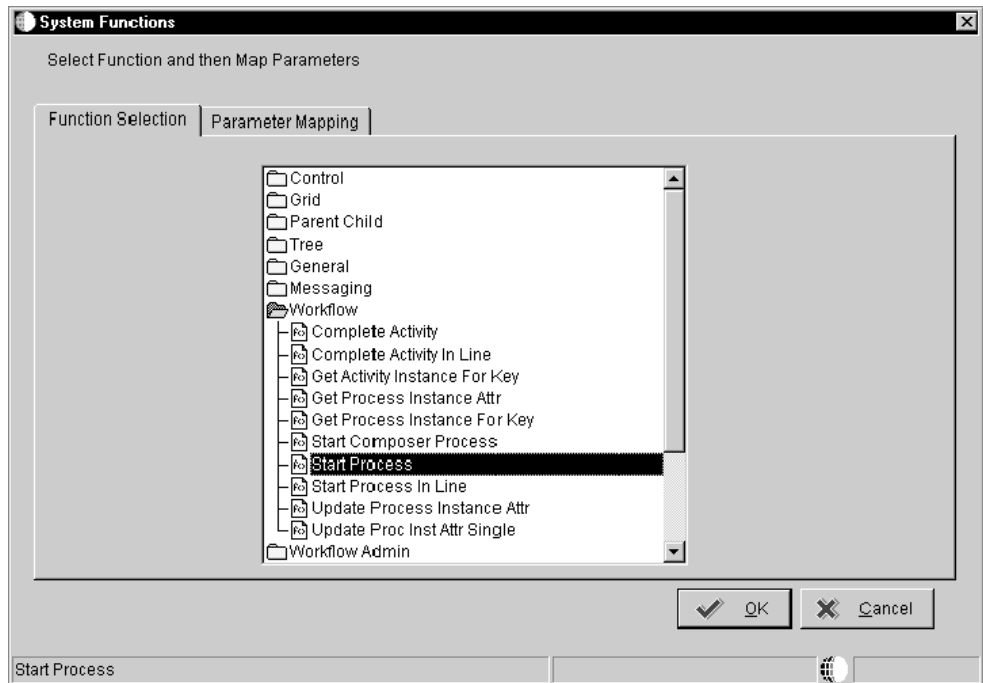 System Functions
Select Function and then Map Parameters
Function Selection
Parameter Mapping
Control
Grid
Parent Child
Tree
General
Messaging
Workflow
Complete Activity
Complete Activity In Line
Get Activity Instance For Key
Get Process Instance Attr
Get Process Instance For Key
Start Composer Process
Start Process
Start Process In Line
Update Process Instance Attr
Update Proc Inst Attr Single
Workflow Admin
OK
Cancel
Start Process